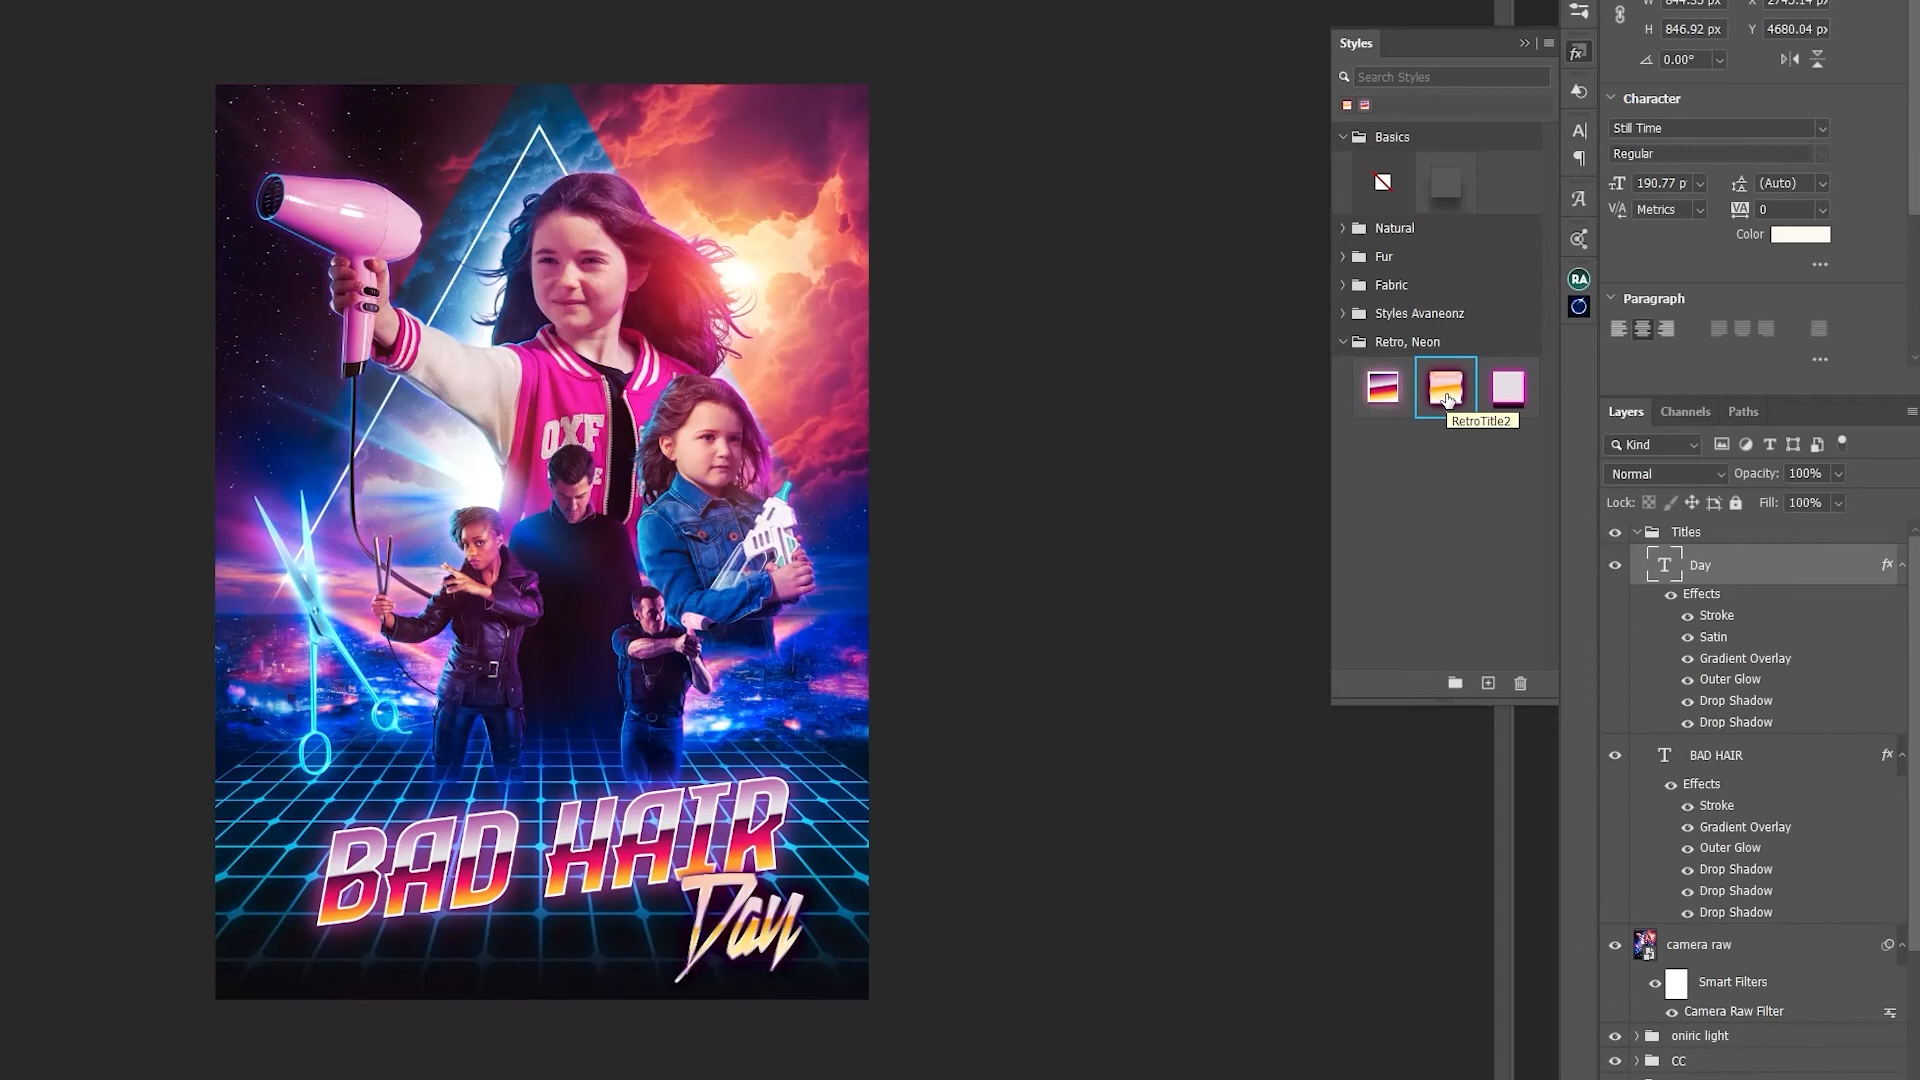 OXF
BAD HAIR
Day
Styles
Search Styles
Basics
Natural
Fur
Fabric
Styles Avaneonz
Retro, Neon
RetroTitle2
H 846.92 px Y 4680.04 px
0.00°
Character
Still Time
Regular
190.77 p (Auto)
Metrics VA 0
Color
RA
Paragraph
Layers Channels Paths
Kind
Normal Opacity: 100%
Lock: Fill: 100%
Titles
Day fx
Effects
Stroke
Satin
Gradient Overlay
Outer Glow
Drop Shadow
Drop Shadow
BAD HAIR fx
Effects
Stroke
Gradient Overlay
Outer Glow
Drop Shadow
Drop Shadow
Drop Shadow
camera raw
Smart Filters
Camera Raw Filter
oniric light
CC